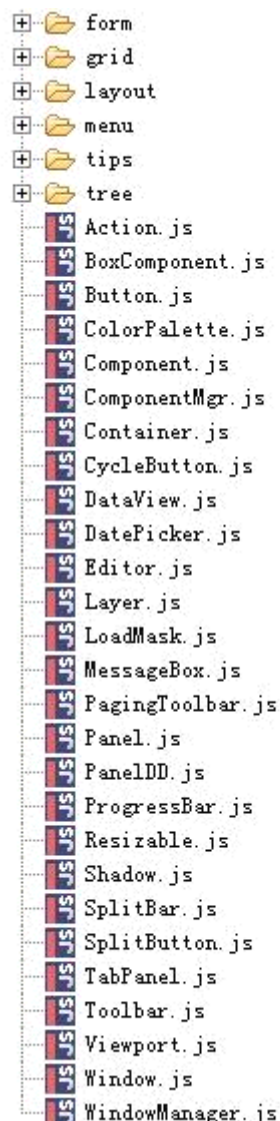 form
grid
layout
menu
tips
tree
Action.js
BoxComponent.js
Button.js
ColorPalette.js
Component.js
ComponentMgr.js
Container.js
CycleButton.js
DataView.js
DatePicker.js
Editor.js
Layer.js
LoadMask.js
MessageBox.js
PagingToolbar.js
Panel.js
PanelDD.js
ProgressBar.js
Resizable.js
Shadow.js
SplitBar.js
SplitButton.js
TabPanel.js
Toolbar.js
Viewport.js
Window.js
WindowManager.js